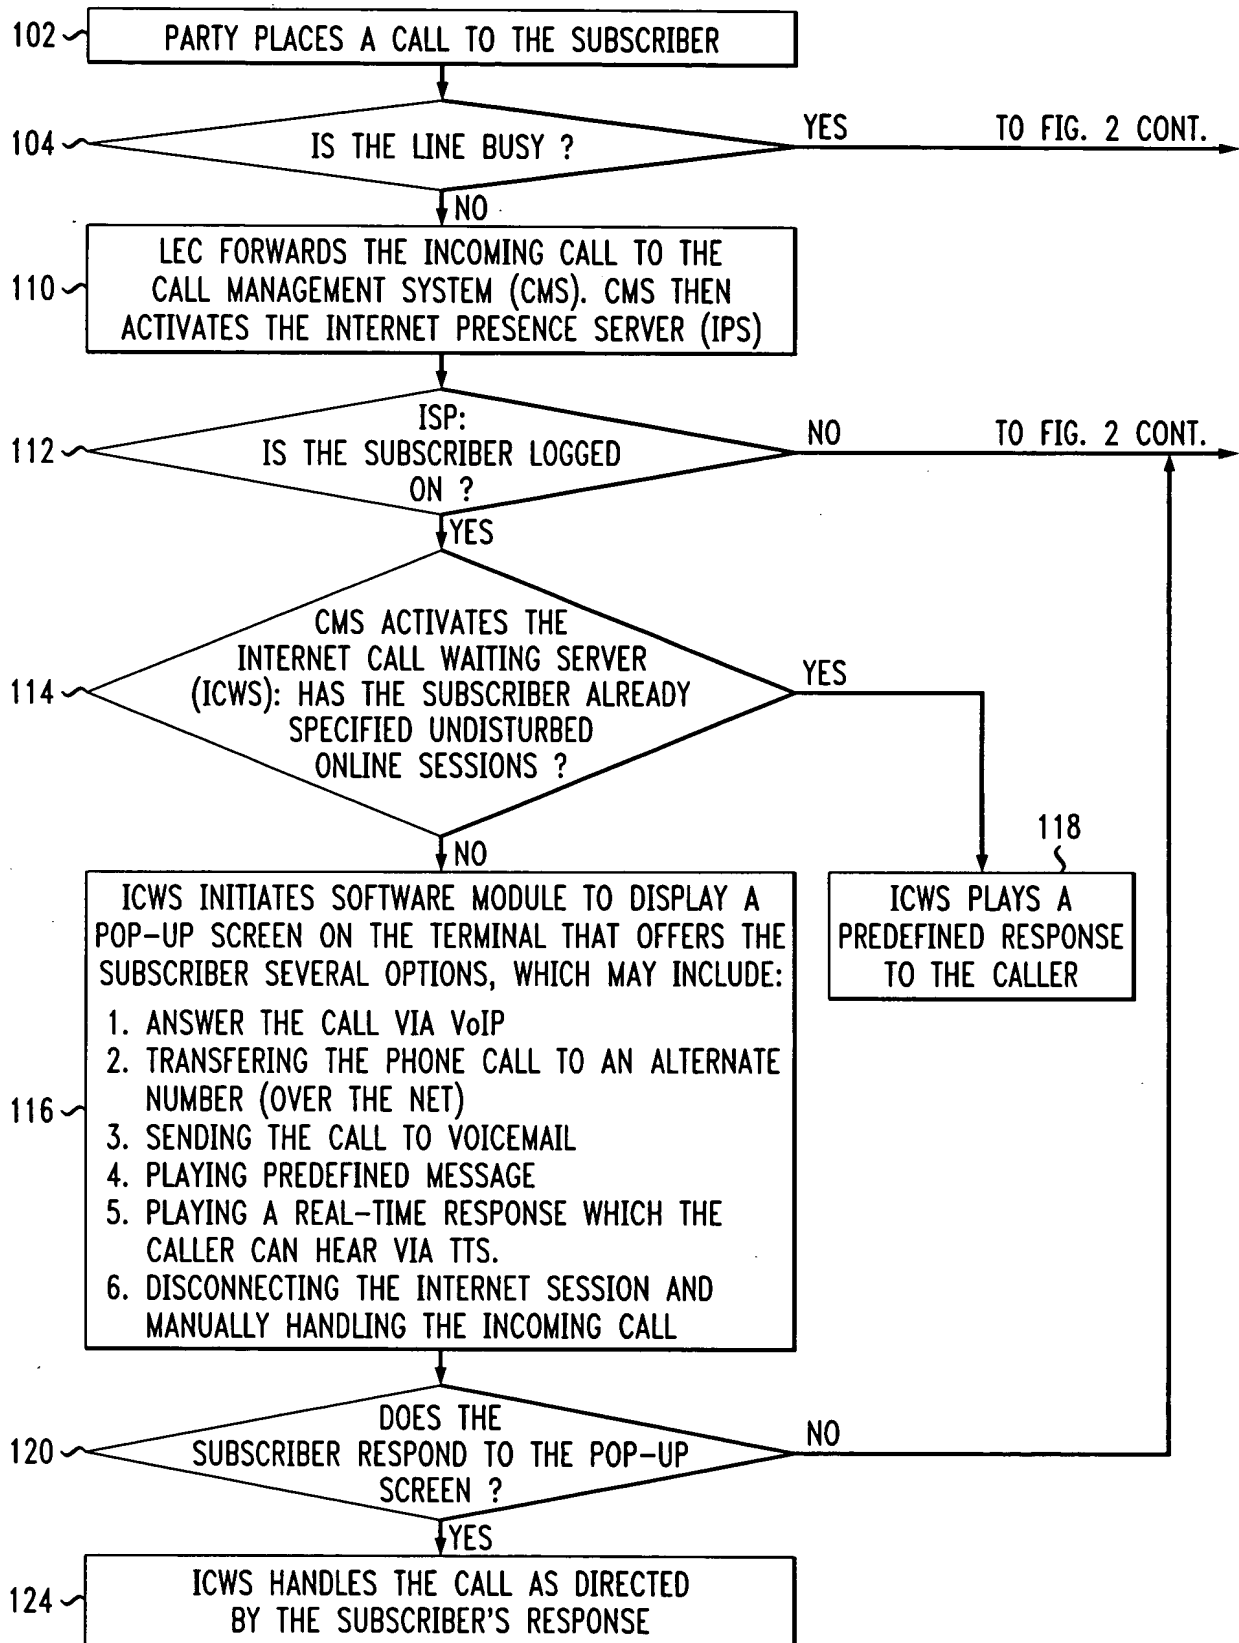 102
PARTY PLACES A CALL TO THE SUBSCRIBER
104
IS THE LINE BUSY ?
YES
TO FIG. 2 CONT.
NO
110
LEC FORWARDS THE INCOMING CALL TO THE
CALL MANAGEMENT SYSTEM (CMS). CMS THEN
ACTIVATES THE INTERNET PRESENCE SERVER (IPS)
112
ISP:
IS THE SUBSCRIBER LOGGED
ON ?
NO
TO FIG. 2 CONT.
YES
114
CMS ACTIVATES THE
INTERNET CALL WAITING SERVER
(ICWS): HAS THE SUBSCRIBER ALREADY
SPECIFIED UNDISTURBED
ONLINE SESSIONS ?
YES
NO
118
ICWS PLAYS A
PREDEFINED RESPONSE
TO THE CALLER
116
ICWS INITIATES SOFTWARE MODULE TO DISPLAY A
POP-UP SCREEN ON THE TERMINAL THAT OFFERS THE
SUBSCRIBER SEVERAL OPTIONS, WHICH MAY INCLUDE:
1. ANSWER THE CALL VIA VoIP
2. TRANSFERING THE PHONE CALL TO AN ALTERNATE
NUMBER (OVER THE NET)
3. SENDING THE CALL TO VOICEMAIL
4. PLAYING PREDEFINED MESSAGE
5. PLAYING A REAL-TIME RESPONSE WHICH THE
CALLER CAN HEAR VIA TTS.
6. DISCONNECTING THE INTERNET SESSION AND
MANUALLY HANDLING THE INCOMING CALL
120
DOES THE
SUBSCRIBER RESPOND TO THE POP-UP
SCREEN ?
NO
YES
124
ICWS HANDLES THE CALL AS DIRECTED
BY THE SUBSCRIBER'S RESPONSE